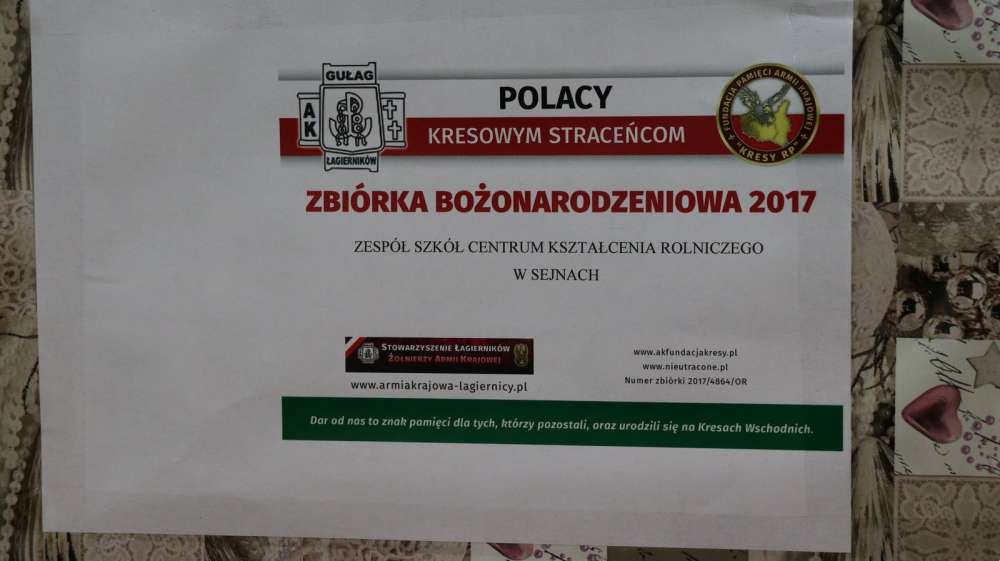 GUŁAG
AK
ŁAGIERNIKÓW
POLACY
KRESOWYM STRACEŃCOM
FUNDACJA PAMIĘCI ARMII KRAJOWEJ
"KRESY RP"
ZBIÓRKA BOŻONARODZENIOWA 2017
ZESPÓŁ SZKÓŁ CENTRUM KSZTAŁCENIA ROLNICZEGO
W SEJNACH
STOWARZYSZENIE ŁAGIERNIKÓW
ŻOŁNIERZY ARMII KRAJOWEJ
www.armiakrajowa-lagiernicy.pl
www.akfundacjakresy.pl
www.nieutracone.pl
Numer zbiórki 2017/4864/OR
Dar od nas to znak pamięci dla tych, którzy pozostali, oraz urodzili się na Kresach Wschodnich.